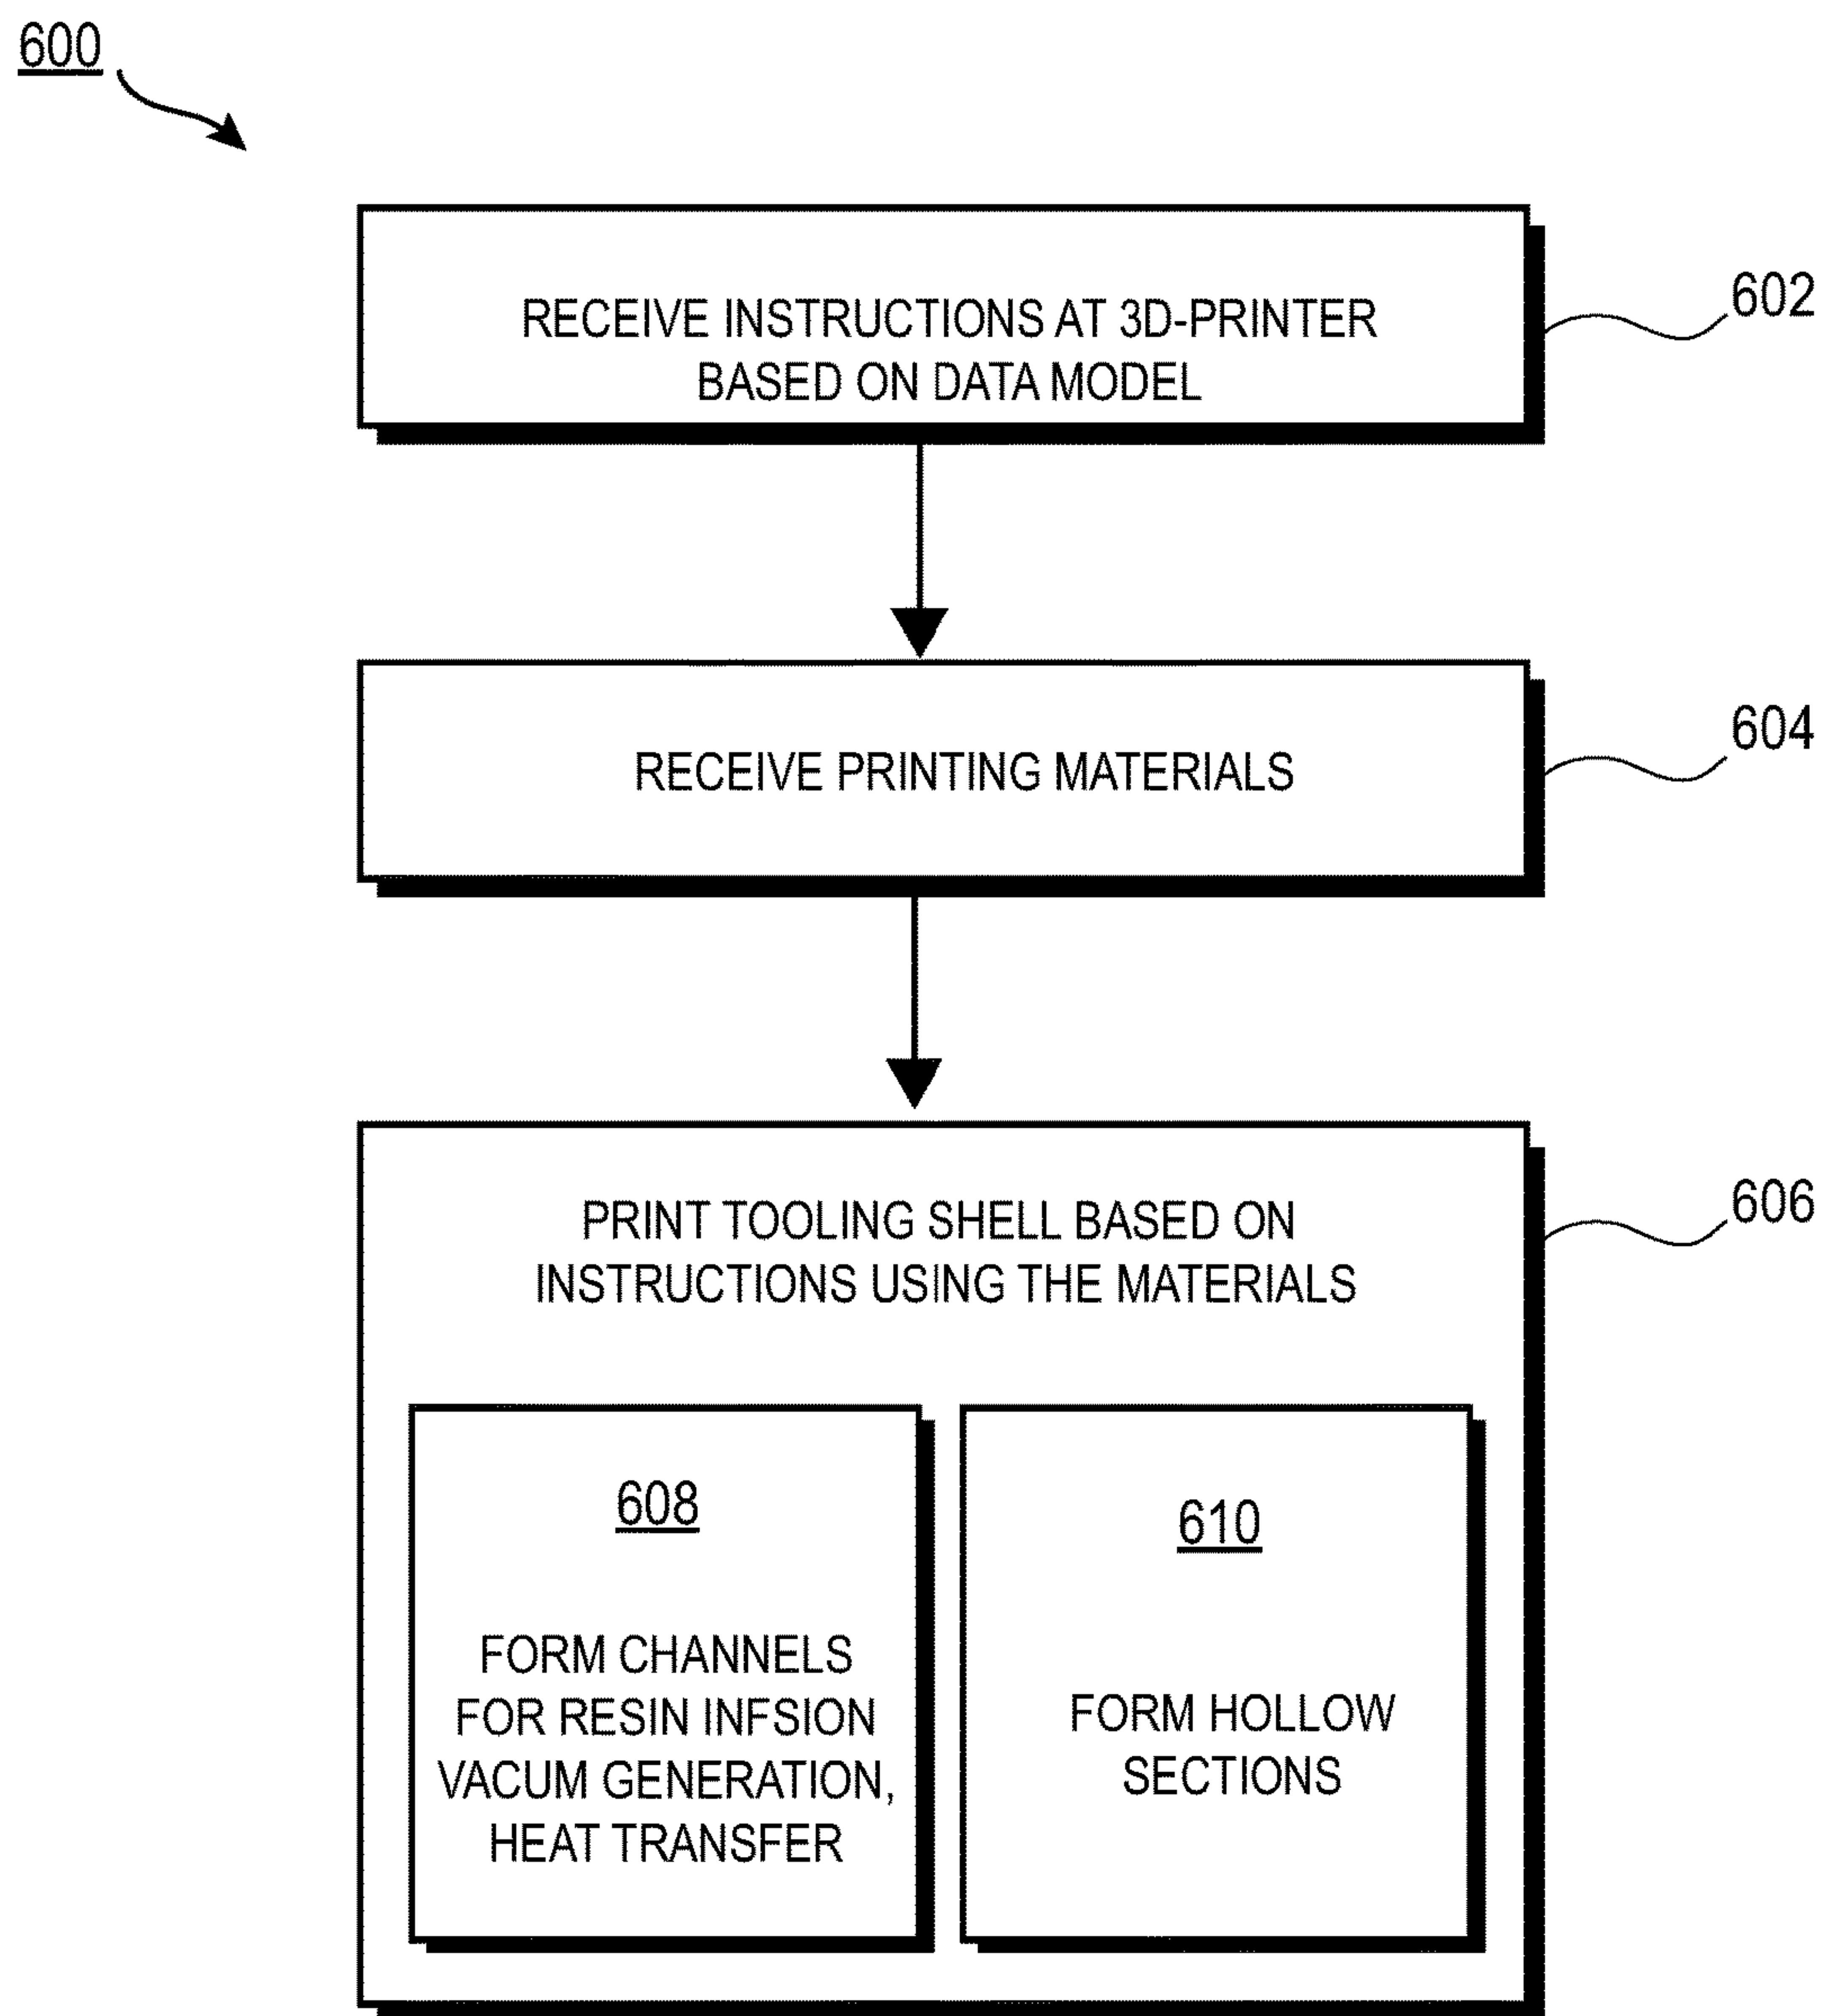 600
RECEIVE INSTRUCTIONS AT 3D-PRINTER
BASED ON DATA MODEL
602
RECEIVE PRINTING MATERIALS
604
PRINT TOOLING SHELL BASED ON
INSTRUCTIONS USING THE MATERIALS
606
608
FORM CHANNELS
FOR RESIN INFSION
VACUM GENERATION,
HEAT TRANSFER
610
FORM HOLLOW
SECTIONS